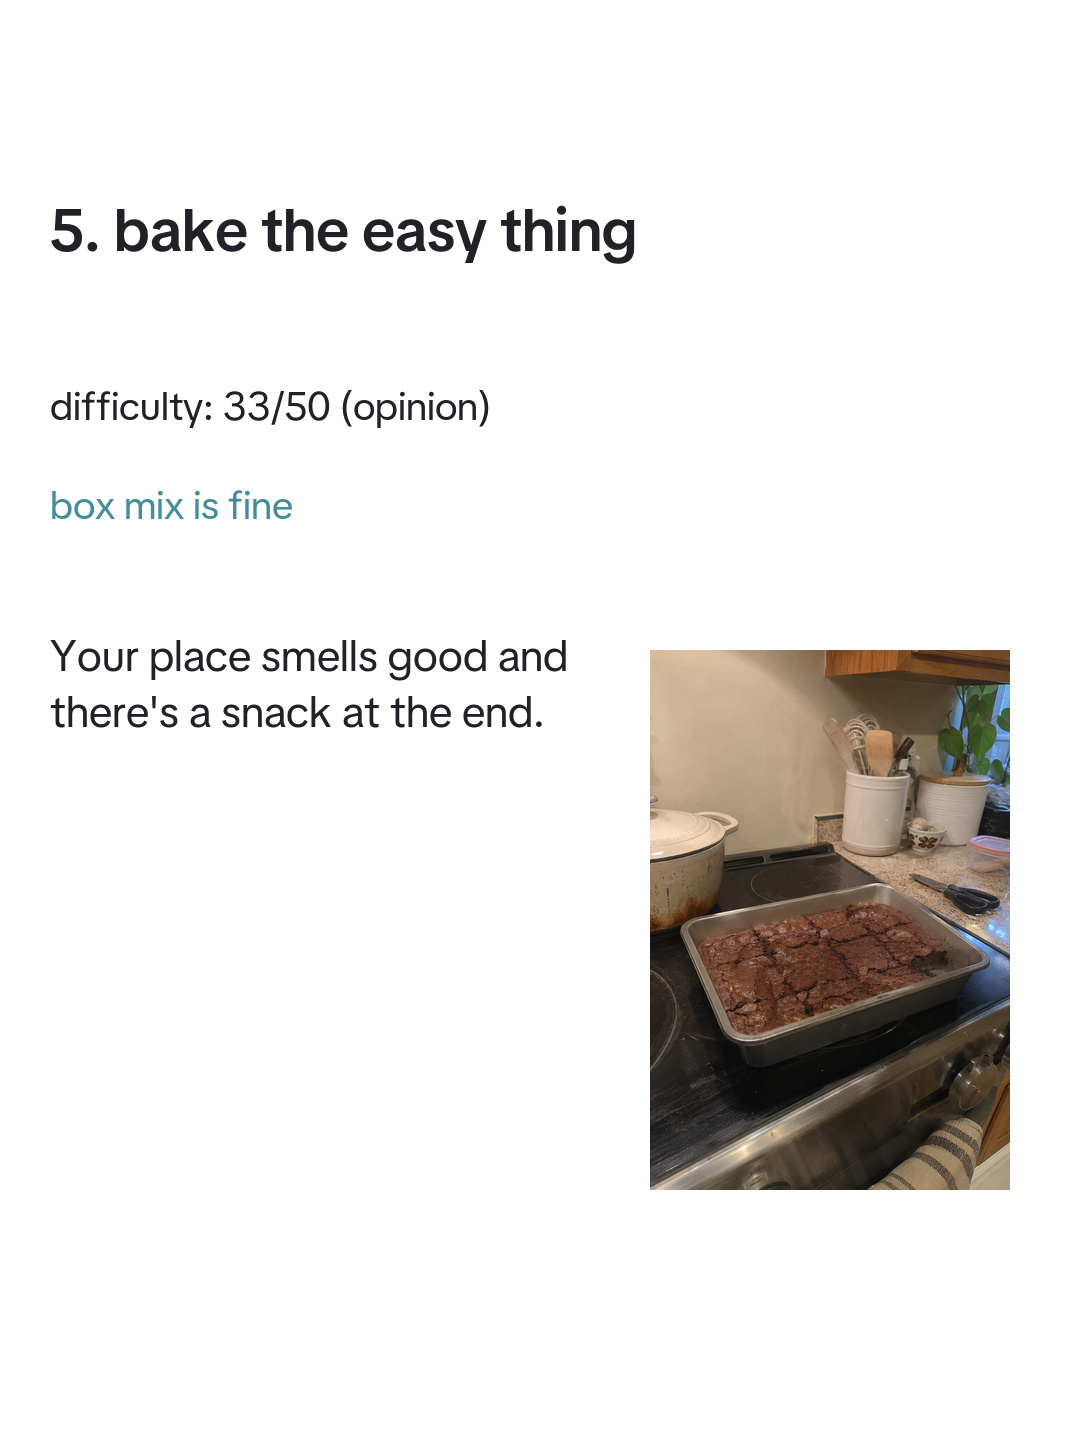 5. bake the easy thing
difficulty: 33/50 (opinion)
box mix is fine
Your place smells good and
there's a snack at the end.